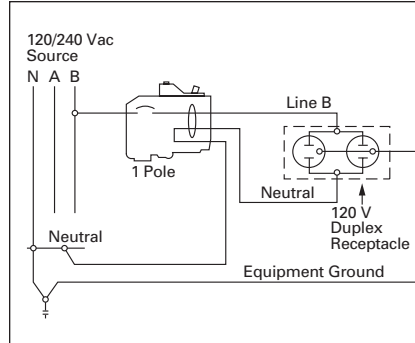 120/240 Vac
Source
N A B
Line B
1 Pole
Neutral
120 V
Duplex
Receptacle
Neutral
Equipment Ground